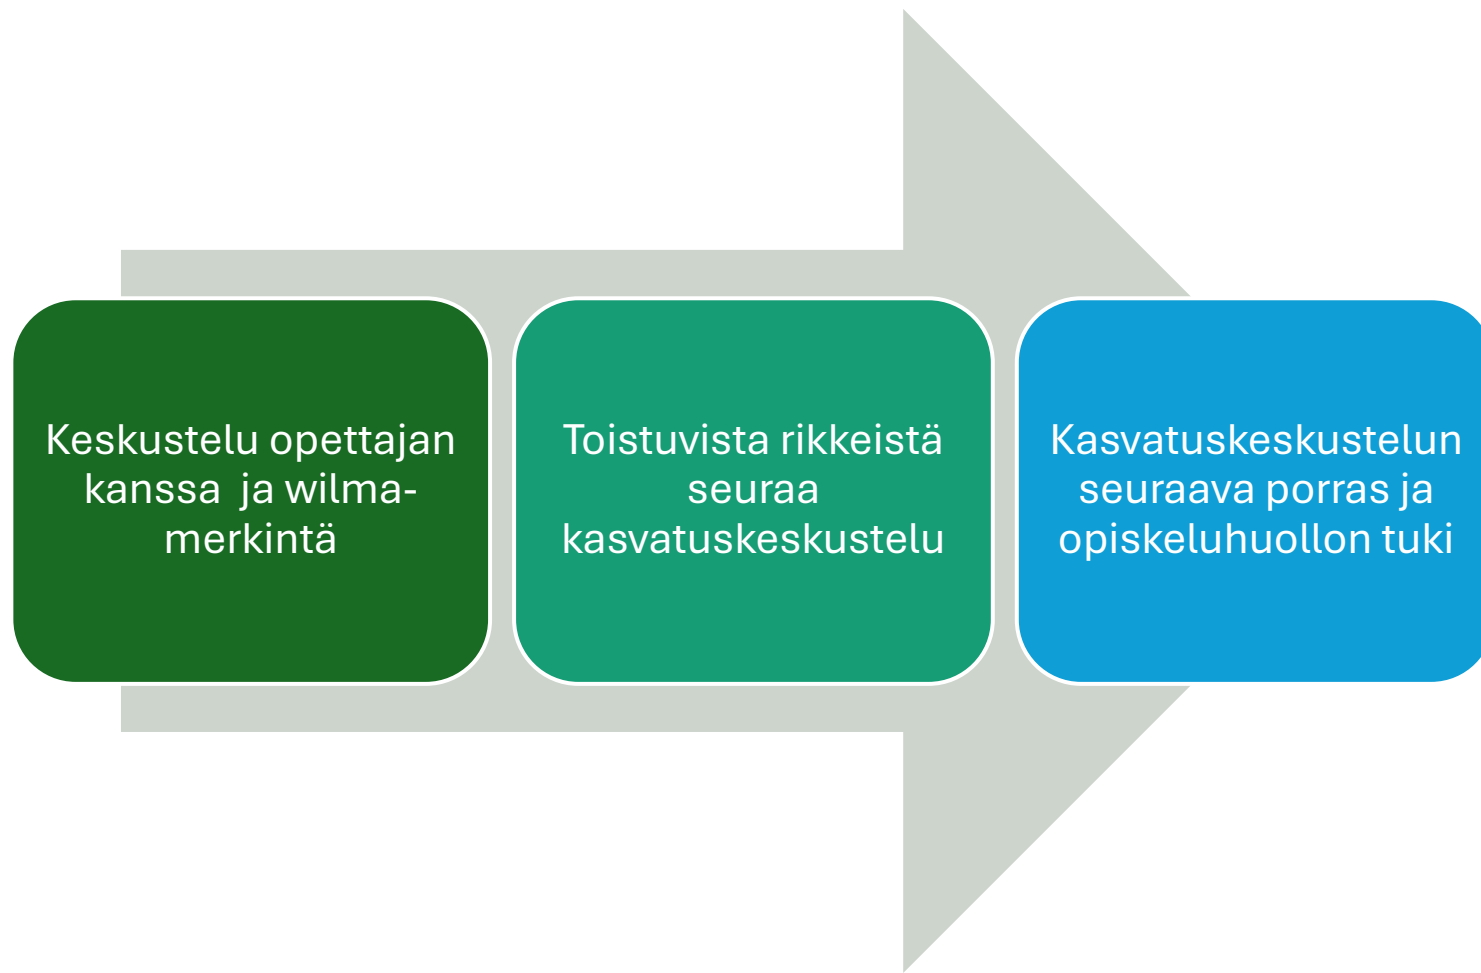 Keskustelu opettajan
kanssa  ja wilma-
merkintä
Toistuvista rikkeistä
seuraa
kasvatuskeskustelu
Kasvatuskeskustelun
seuraava porras ja
opiskeluhuollon tuki